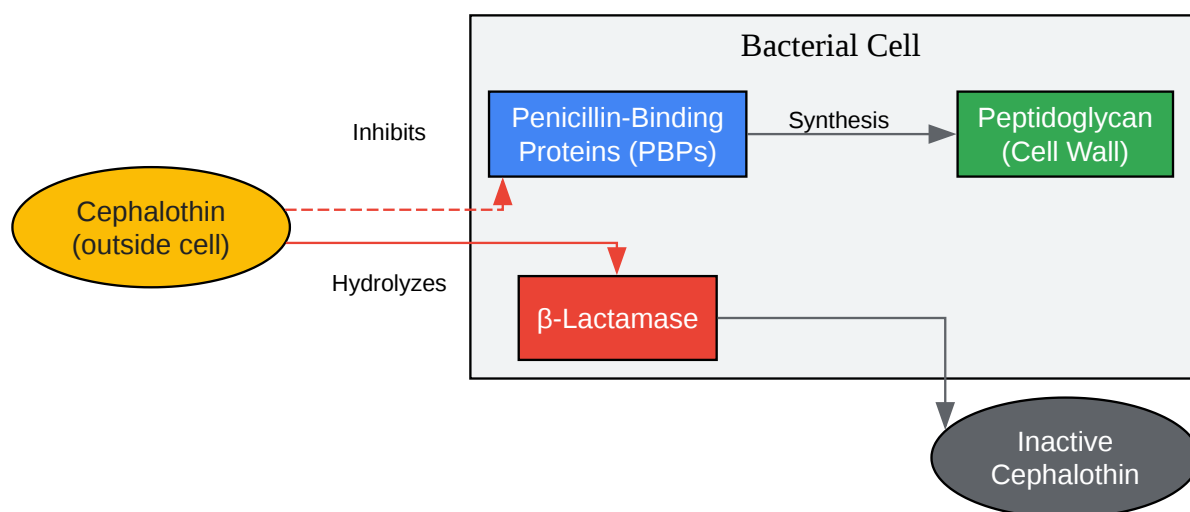 Bacterial Cell
Penicillin-Binding
Proteins (PBPs)
Synthesis
Peptidoglycan
(Cell Wall)
Inhibits
Cephalothin
(outside cell)
Hydrolyzes
β-Lactamase
Inactive
Cephalothin